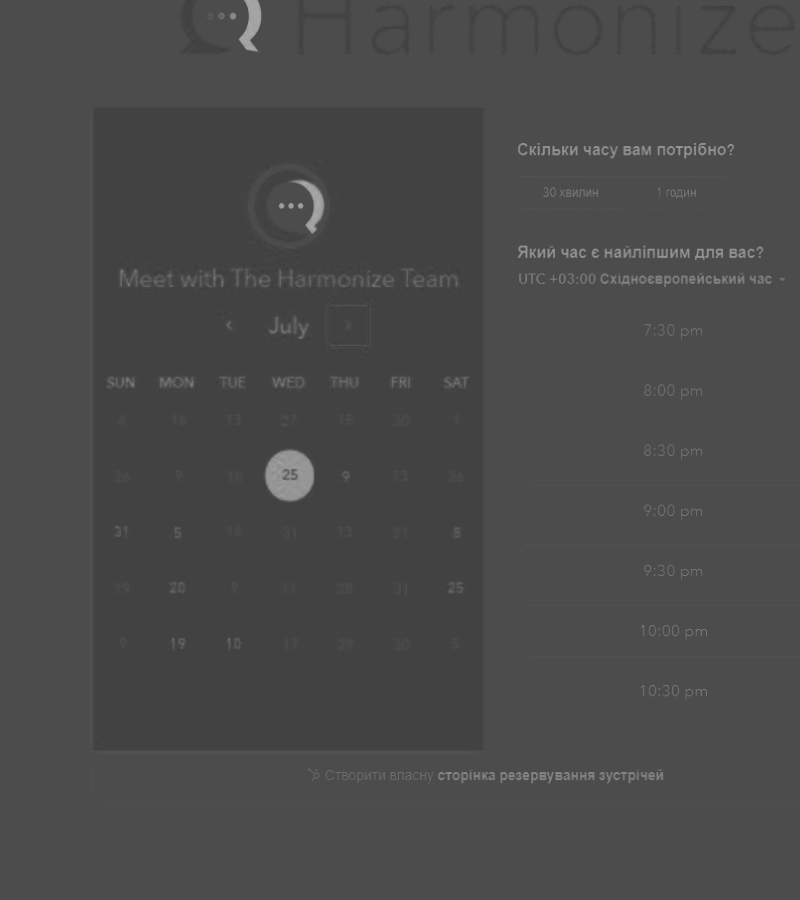 Harmonize
Meet with The Harmonize Team
‹ July ›
SUN MON TUE WED THU FRI SAT
4 16 13 27 15 30 1
26 9 18 25 9 13 26
31 5 14 31 13 21 8
19 20 9 11 28 31 25
9 19 10 17 29 30 5
Скільки часу вам потрібно?
30 хвилин 1 годин
Який час є найліпшим для вас?
UTC +03:00 Східноєвропейський час
7:30 pm
8:00 pm
8:30 pm
9:00 pm
9:30 pm
10:00 pm
10:30 pm
Створити власну сторінка резервування зустрічей